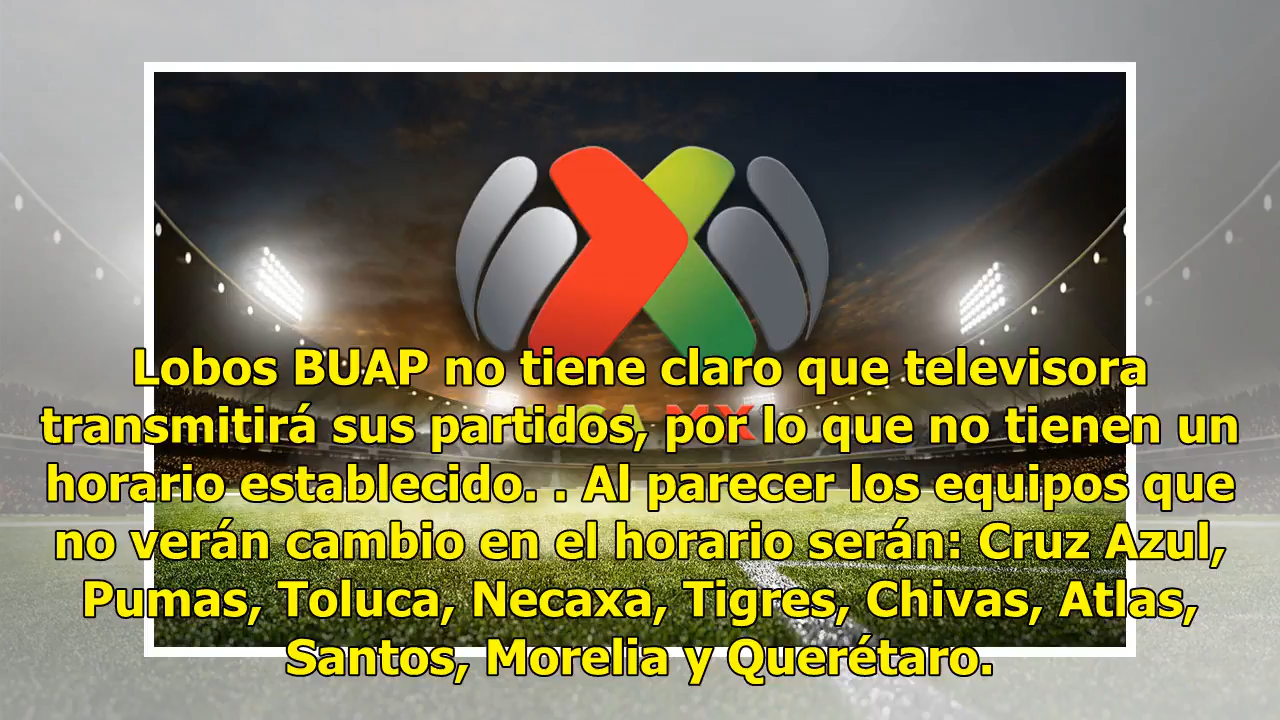 Lobos BUAP no tiene claro que televisora
transmitirá sus partidos, por lo que no tienen un
horario establecido. . Al parecer los equipos que
no verán cambio en el horario serán: Cruz Azul,
Pumas, Toluca, Necaxa, Tigres, Chivas, Atlas,
Santos, Morelia y Querétaro.
MX